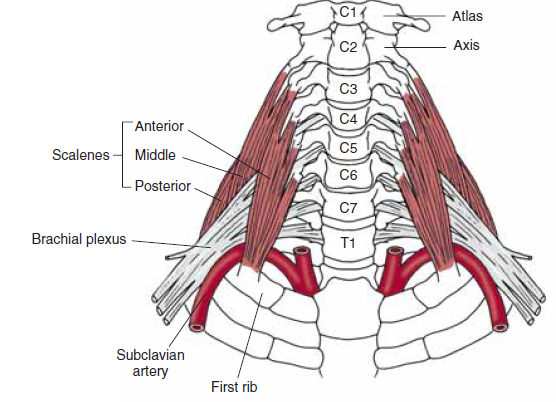 C1
Atlas
C2
Axis
C3
C4
Anterior
C5
Scalenes
Middle
C6
Posterior
C7
Brachial plexus
T1
Subclavian
artery
First rib